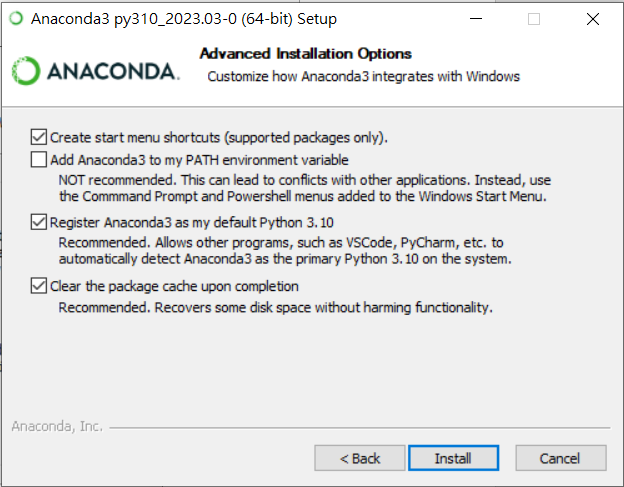 Anaconda3 py310_2023.03-0 (64-bit) Setup
Advanced Installation Options
Customize how Anaconda3 integrates with Windows
ANACONDA.
Create start menu shortcuts (supported packages only).
Add Anaconda3 to my PATH environment variable
NOT recommended. This can lead to conflicts with other applications. Instead, use
the Commmand Prompt and Powershell menus added to the Windows Start Menu.
Register Anaconda3 as my default Python 3.10
Recommended. Allows other programs, such as VSCode, PyCharm, etc. to
automatically detect Anaconda3 as the primary Python 3.10 on the system.
Clear the package cache upon completion
Recommended. Recovers some disk space without harming functionality.
Anaconda, Inc.
< Back
Install
Cancel